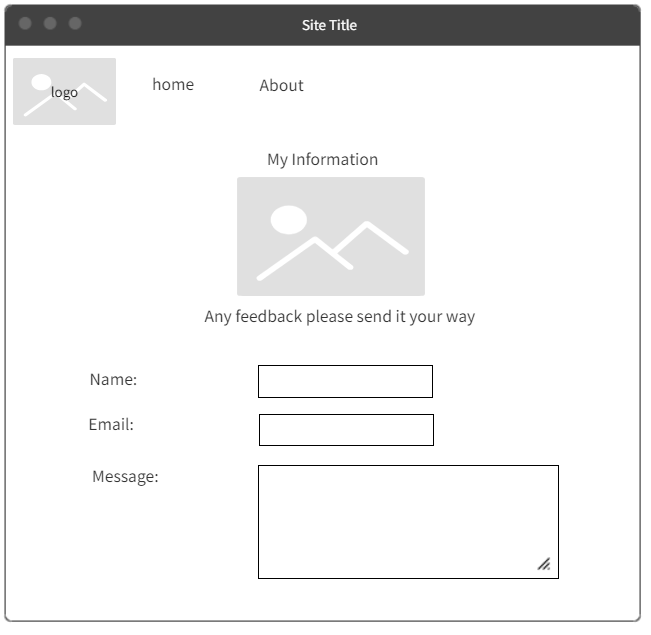 Site Title
logo home About
My Information
Any feedback please send it your way
Name:
Email:
Message: